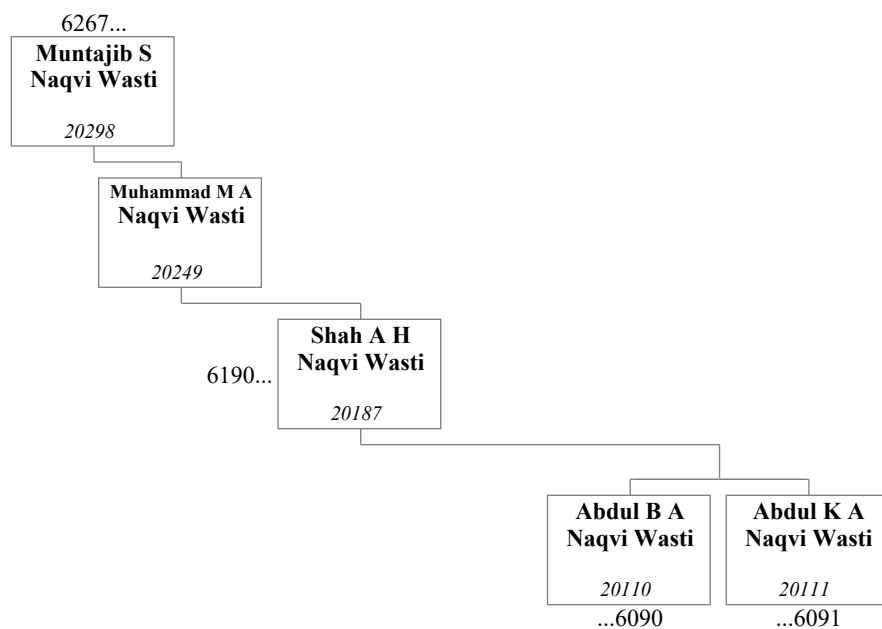 6267...
Muntajib S
Naqvi Wasti
20298
Muhammad M A
Naqvi Wasti
20249
Shah A H
Naqvi Wasti
6190...
20187
Abdul B A
Naqvi Wasti
20110
...6090
Abdul K A
Naqvi Wasti
20111
...6091